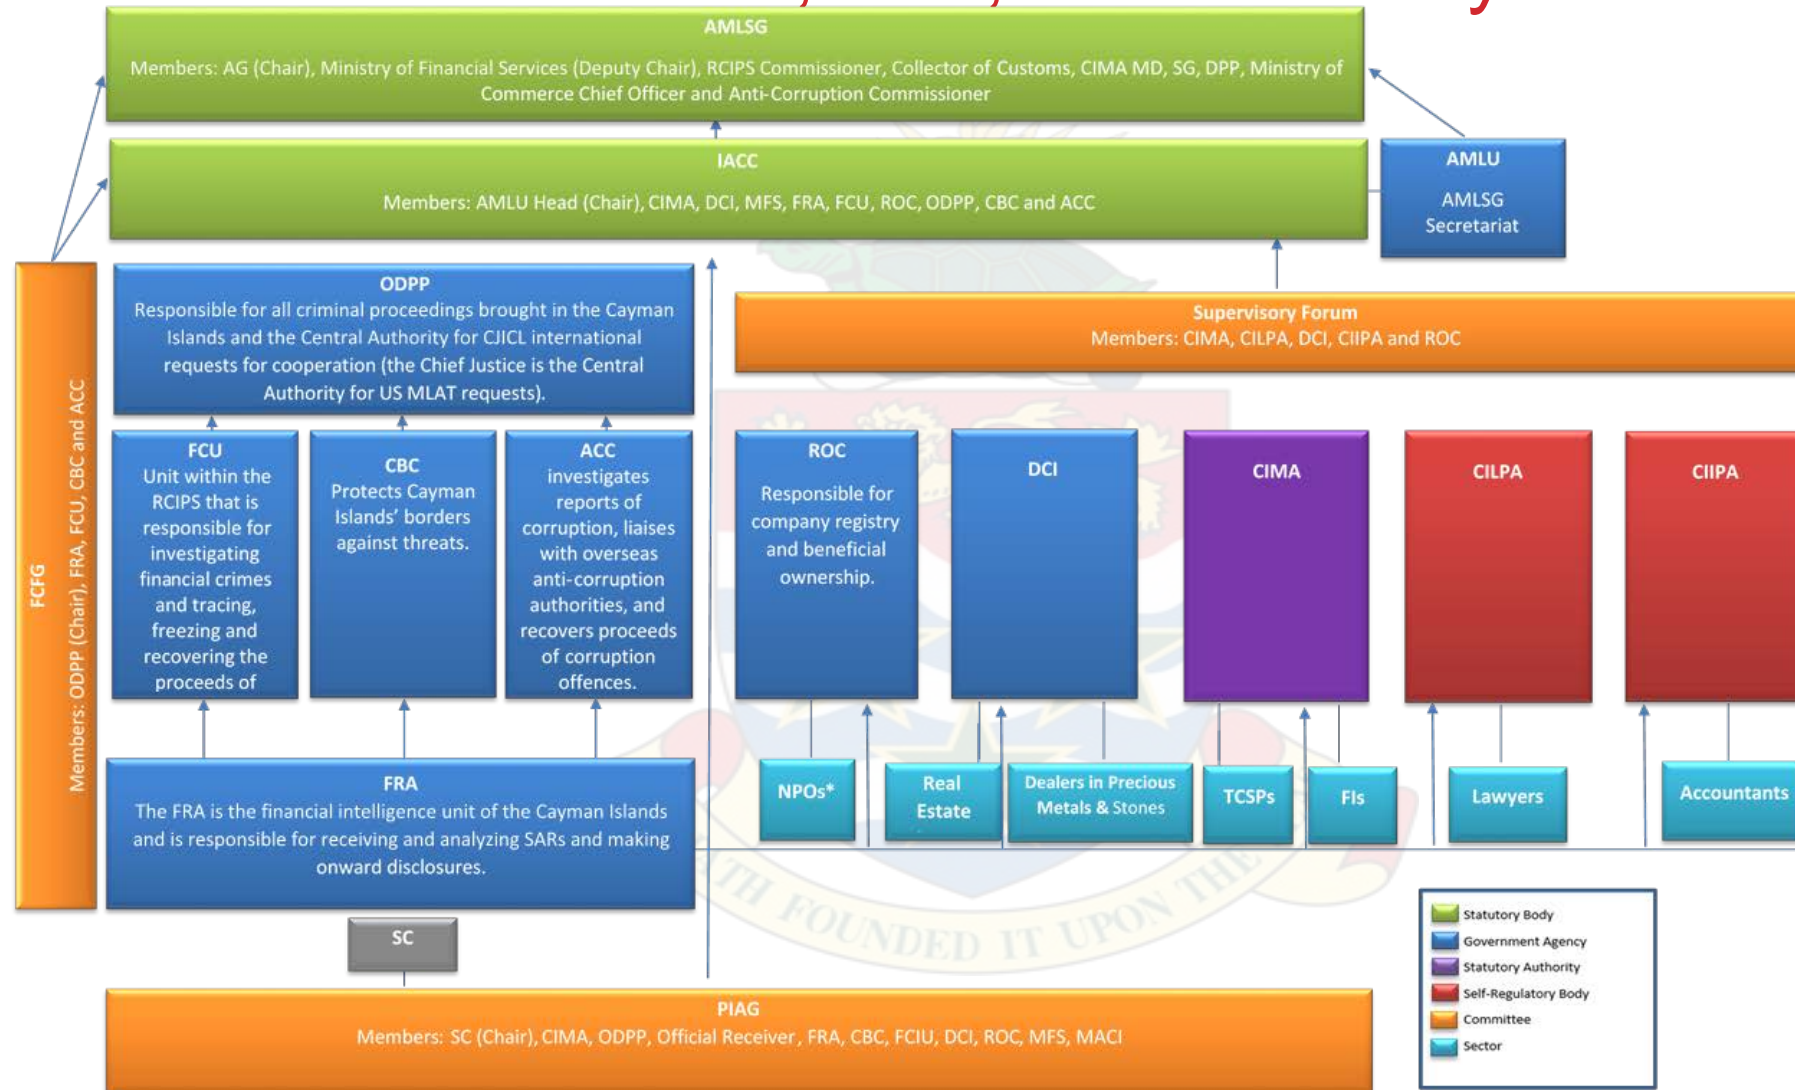 AMLSG
Members: AG (Chair), Ministry of Financial Services (Deputy Chair), RCIPS Commissioner, Collector of Customs, CIMA MD, SG, DPP, Ministry of
Commerce Chief Officer and Anti-Corruption Commissioner
IACC
Members: AMLU Head (Chair), CIMA, DCI, MFS, FRA, FCU, ROC, ODPP, CBC and ACC
AMLU
AMLSG
Secretariat
FCFG
Members: ODPP (Chair), FRA, FCU, CBC and ACC
ODPP
Responsible for all criminal proceedings brought in the Cayman
Islands and the Central Authority for CJICL international
requests for cooperation (the Chief Justice is the Central
Authority for US MLAT requests).
Supervisory Forum
Members: CIMA, CILPA, DCI, CIIPA and ROC
FCU
Unit within the
RCIPS that is
responsible for
investigating
financial crimes
and tracing,
freezing and
recovering the
proceeds of
CBC
Protects Cayman
Islands' borders
against threats.
ACC
investigates
reports of
corruption, liaises
with overseas
anti-corruption
authorities, and
recovers proceeds
of corruption
offences.
ROC
Responsible for
company registry
and beneficial
ownership.
DCI
CIMA
CILPA
CIIPA
FRA
The FRA is the financial intelligence unit of the Cayman Islands
and is responsible for receiving and analyzing SARs and making
onward disclosures.
NPOs*
Real
Estate
Dealers in Precious
Metals & Stones
TCSPs
FIs
Lawyers
Accountants
FOUNDED IT UPON THE
SC
PIAG
Members: SC (Chair), CIMA, ODPP, Official Receiver, FRA, CBC, FCIU, DCI, ROC, MFS, MACI
Statutory Body
Government Agency
Statutory Authority
Self-Regulatory Body
Committee
Sector